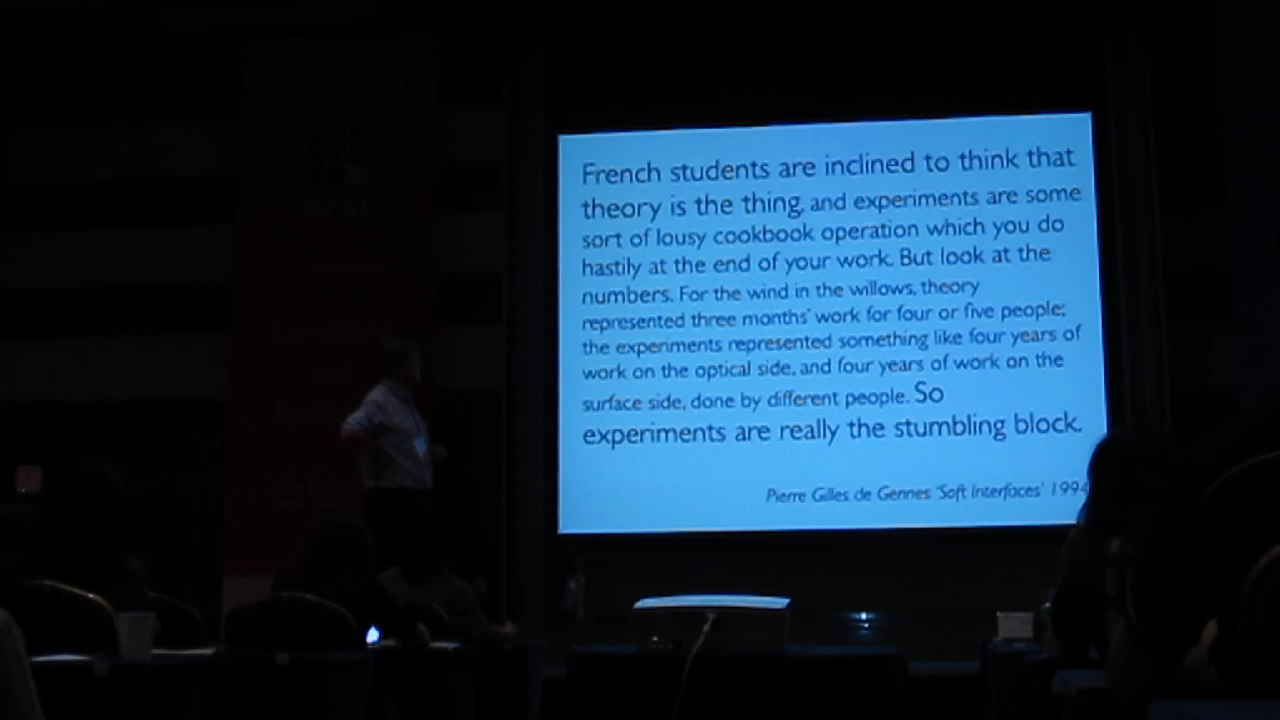 French students are inclined to think that
theory is the thing, and experiments are some
sort of lousy cookbook operation which you do
hastily at the end of your work. But look at the
numbers. For the wind in the willows, theory
represented three months' work for four or five people;
the experiments represented something like four years of
work on the optical side, and four years of work on the
surface side, done by different people. So
experiments are really the stumbling block.
Pierre Gilles de Gennes 'Soft Interfaces' 1994